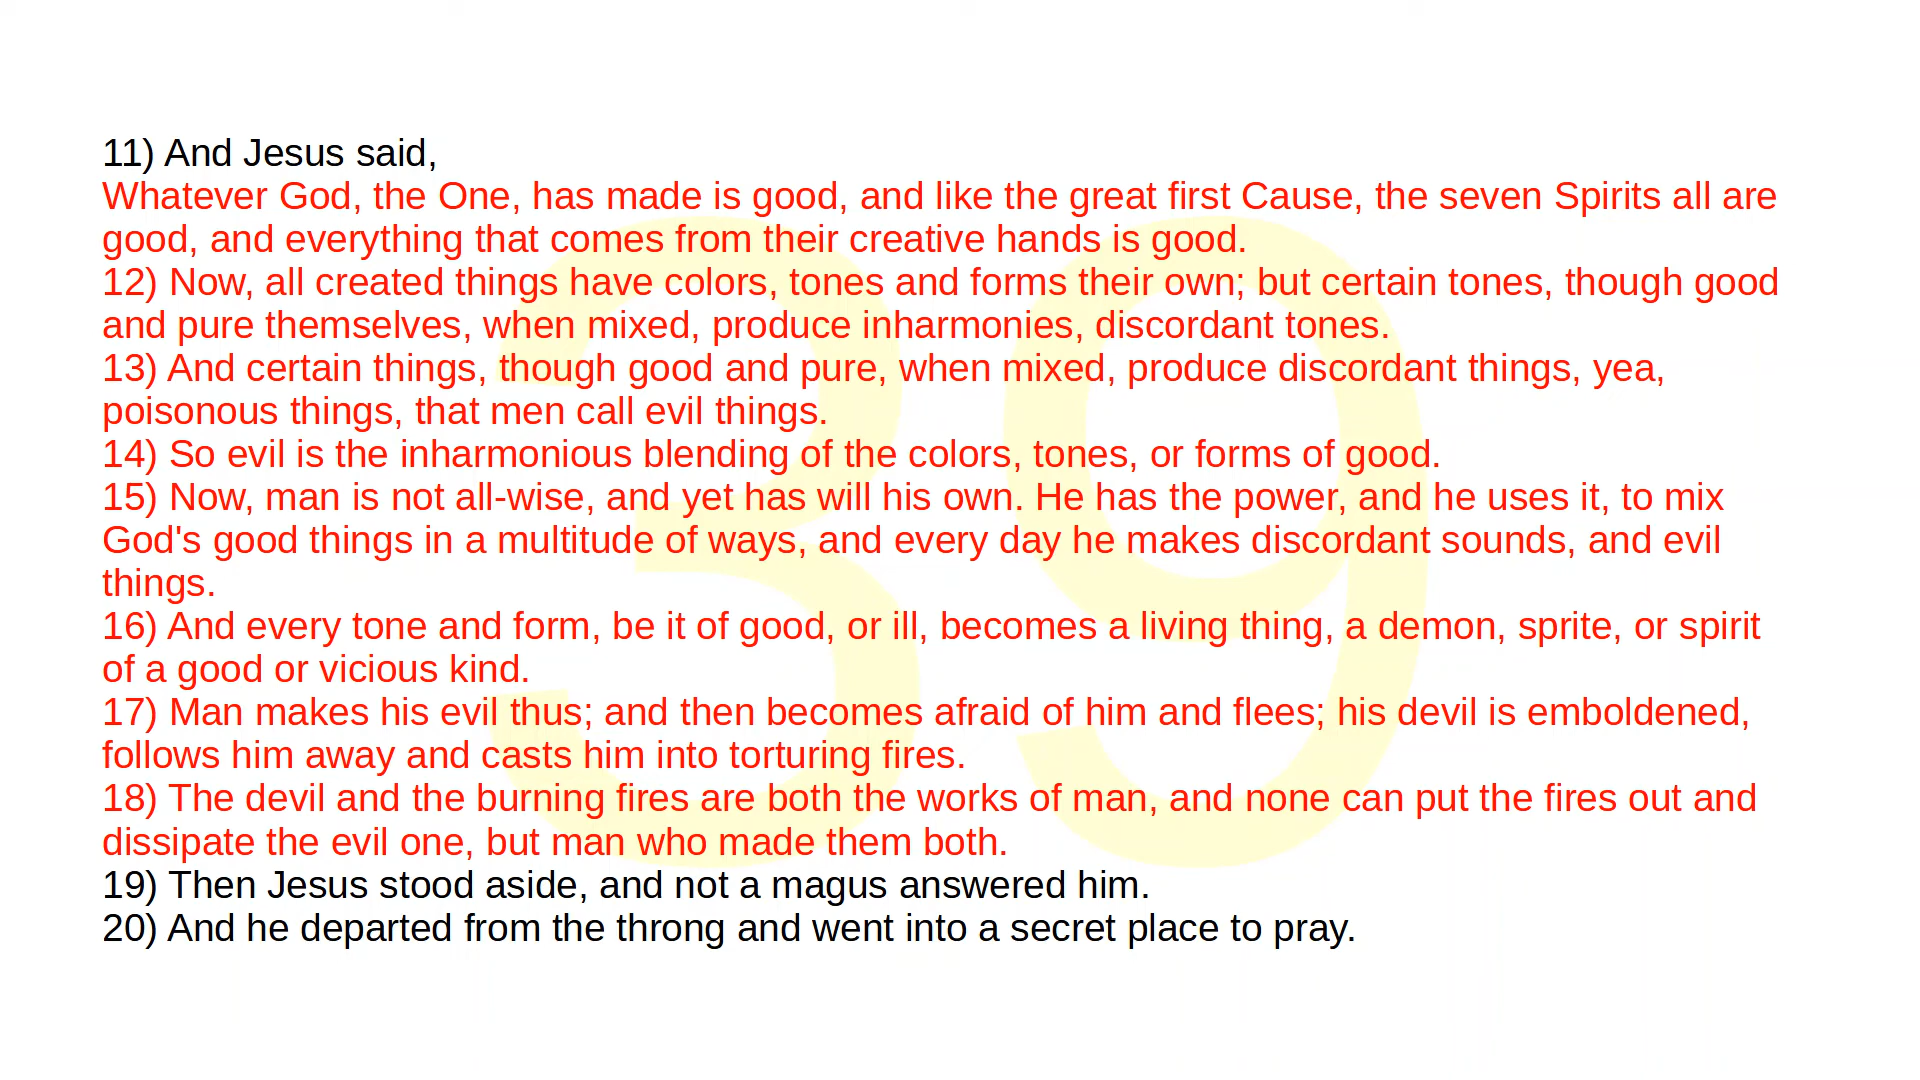 11) And Jesus said,
Whatever God, the One, has made is good, and like the great first Cause, the seven Spirits all are
good, and everything that comes from their creative hands is good.
12) Now, all created things have colors, tones and forms their own; but certain tones, though good
and pure themselves, when mixed, produce inharmonies, discordant tones.
13) And certain things, though good and pure, when mixed, produce discordant things, yea,
poisonous things, that men call evil things.
14) So evil is the inharmonious blending of the colors, tones, or forms of good.
15) Now, man is not all-wise, and yet has will his own. He has the power, and he uses it, to mix
God's good things in a multitude of ways, and every day he makes discordant sounds, and evil
things.
16) And every tone and form, be it of good, or ill, becomes a living thing, a demon, sprite, or spirit
of a good or vicious kind.
17) Man makes his evil thus; and then becomes afraid of him and flees; his devil is emboldened,
follows him away and casts him into torturing fires.
18) The devil and the burning fires are both the works of man, and none can put the fires out and
dissipate the evil one, but man who made them both.
19) Then Jesus stood aside, and not a magus answered him.
20) And he departed from the throng and went into a secret place to pray.
39